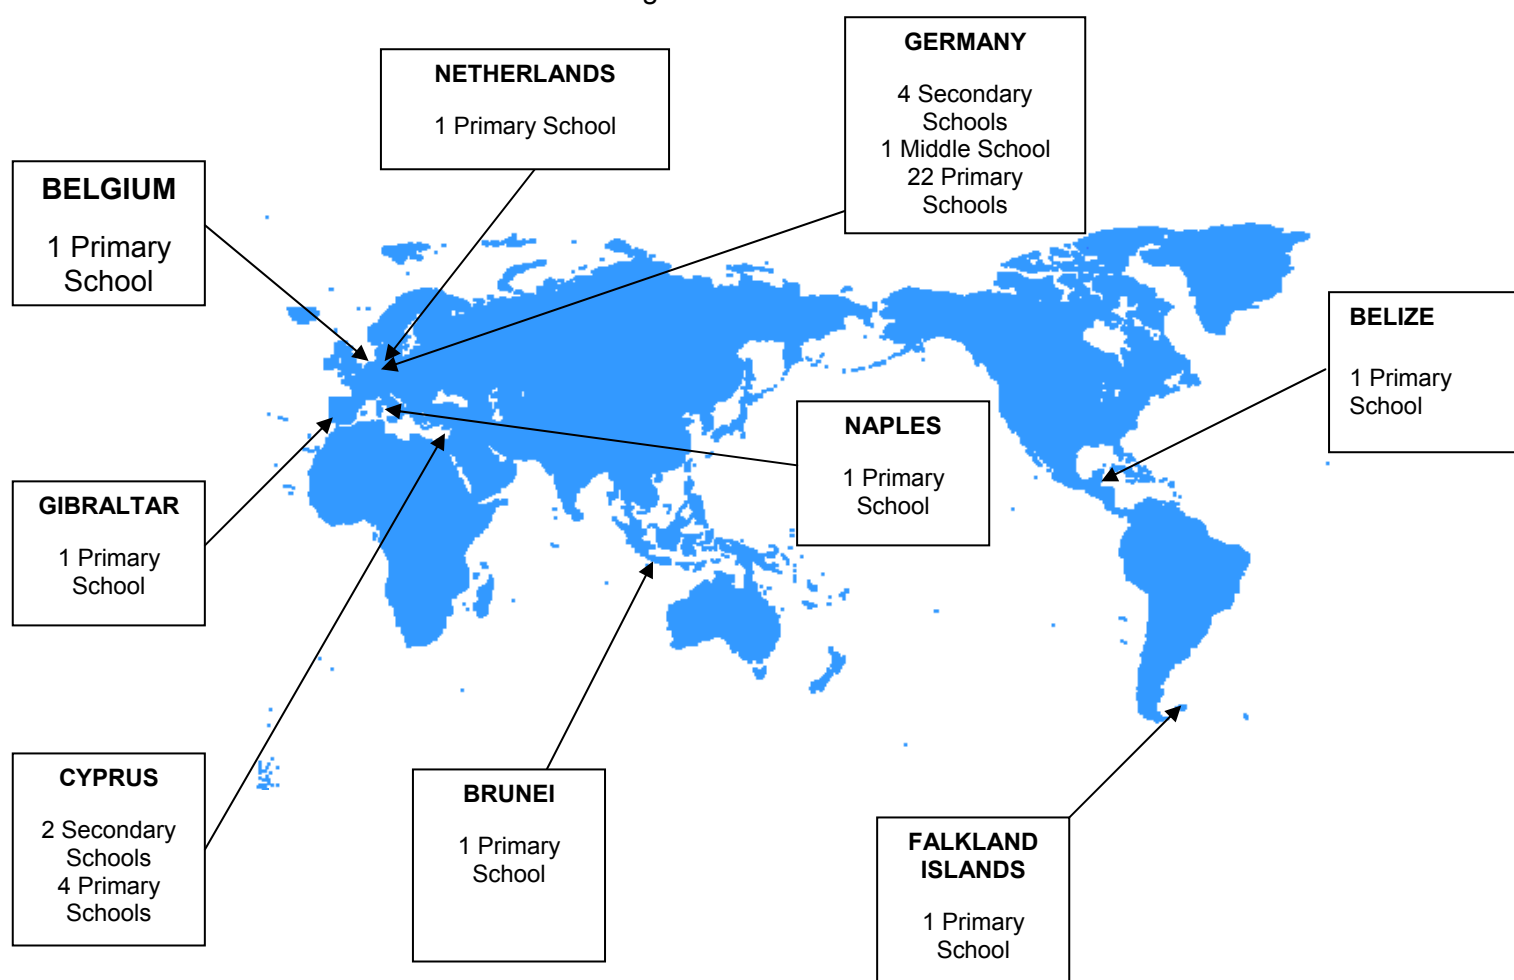 NETHERLANDS
1 Primary School
GERMANY
4 Secondary
Schools
1 Middle School
22 Primary
Schools
BELGIUM
1 Primary
School
BELIZE
1 Primary
School
NAPLES
1 Primary
School
GIBRALTAR
1 Primary
School
CYPRUS
2 Secondary
Schools
4 Primary
Schools
BRUNEI
1 Primary
School
FALKLAND
ISLANDS
1 Primary
School